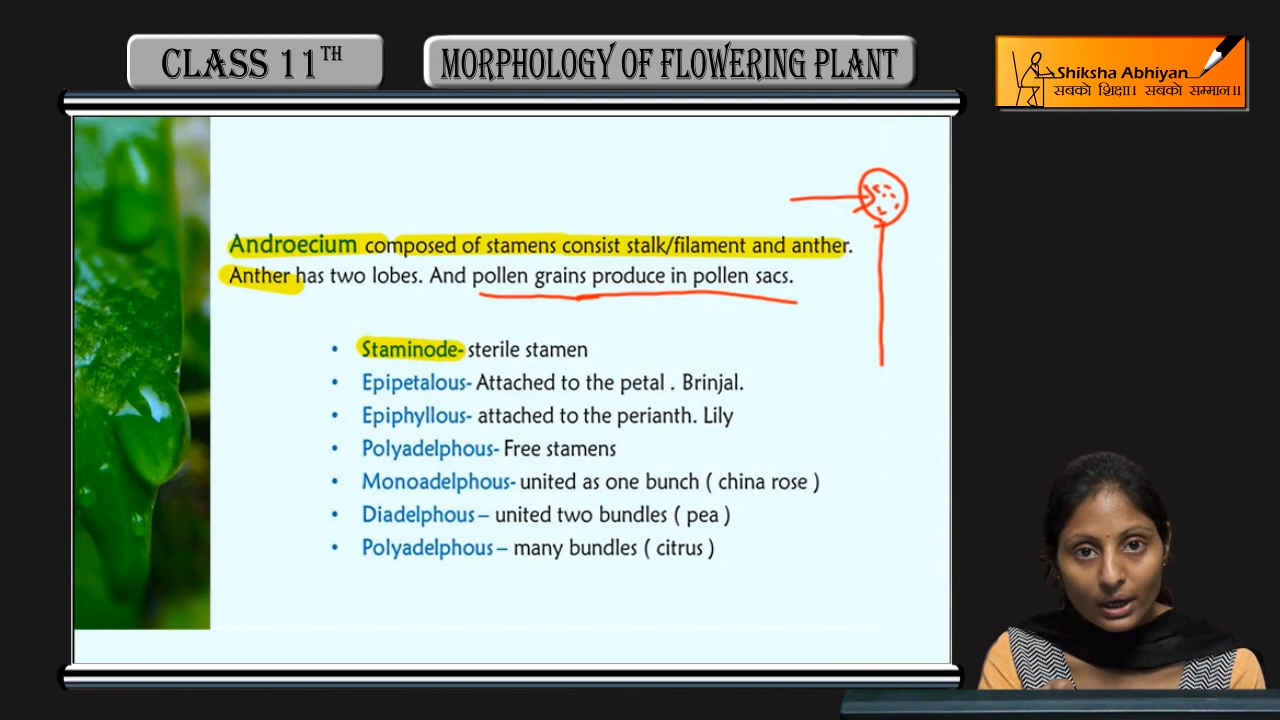 CLASS 11TH
MORPHOLOGY OF FLOWERING PLANT
Shiksha Abhiyan
सबको शिक्षा। सबको सम्मान॥
Androecium composed of stamens consist stalk/filament and anther.
Anther has two lobes. And pollen grains produce in pollen sacs.
• Staminode- sterile stamen
• Epipetalous- Attached to the petal . Brinjal.
• Epiphyllous- attached to the perianth. Lily
• Polyadelphous- Free stamens
• Monoadelphous- united as one bunch ( china rose )
• Diadelphous – united two bundles ( pea )
• Polyadelphous – many bundles ( citrus )